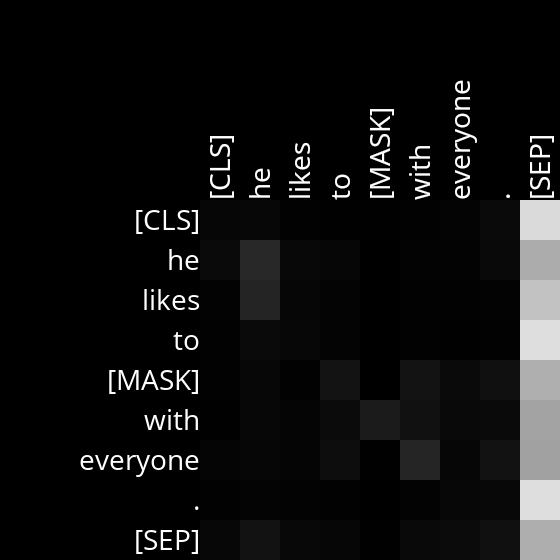 [CLS] he likes to [MASK] with everyone . [SEP]
[CLS]
he
likes
to
[MASK]
with
everyone
.
[SEP]